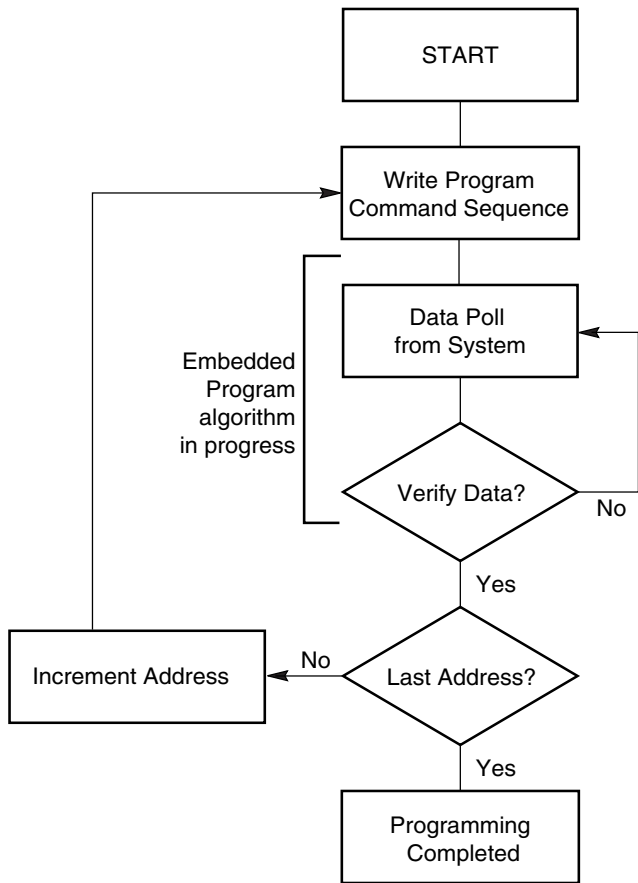 START
Write Program
Command Sequence
Data Poll
from System
Embedded
Program
algorithm
in progress
Verify Data?
No
Yes
Increment Address
No
Last Address?
Yes
Programming
Completed